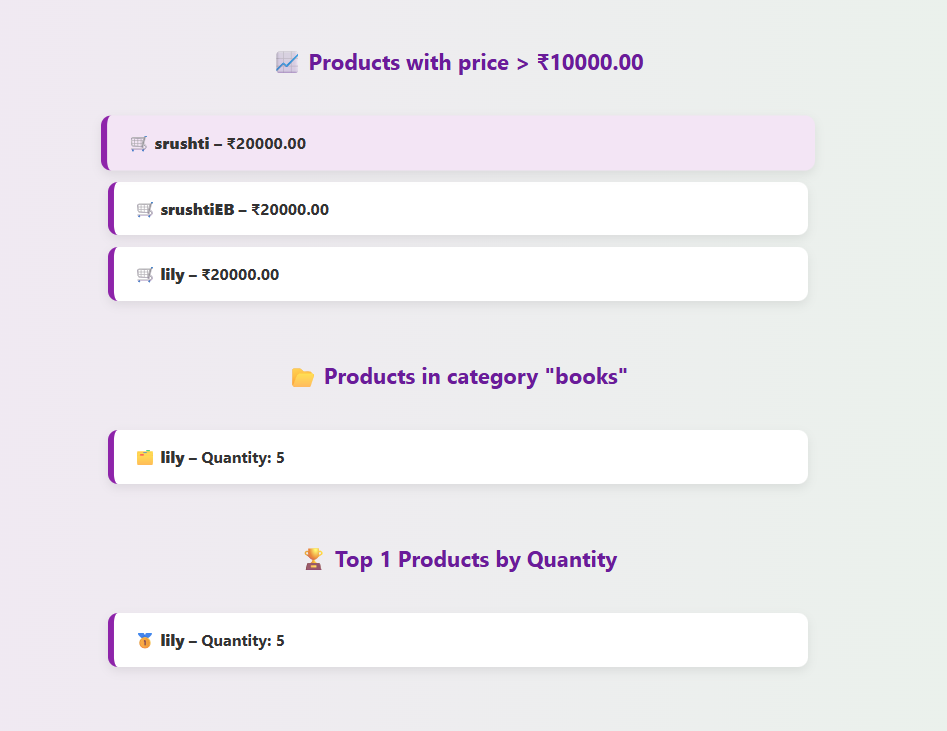 Products with price > ₹10000.00
srushti – ₹20000.00
srushtiEB – ₹20000.00
lily – ₹20000.00
Products in category "books"
lily – Quantity: 5
Top 1 Products by Quantity
lily – Quantity: 5